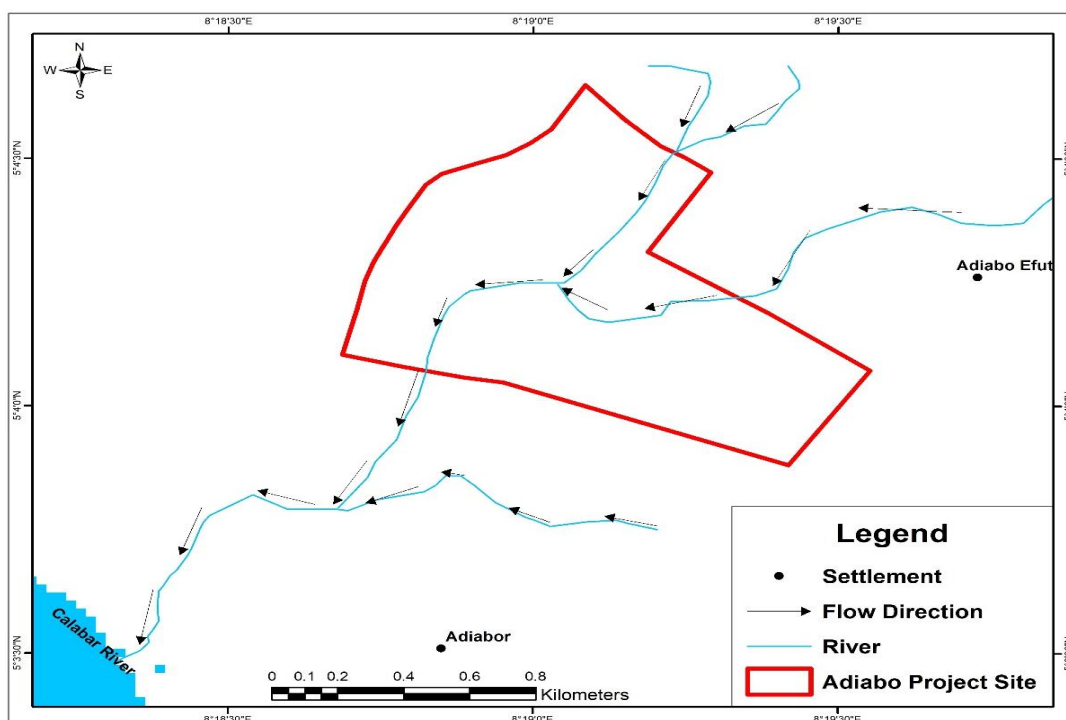 8°18'30"E 8°19'0"E 8°19'30"E
N
W E
S
5°4'30"N
Adiabo Efut
5°4'0"N
Legend
Settlement
Flow Direction
River
Adiabo Project Site
Calabar River
Adiabor
5°3'30"N
0 0.1 0.2 0.4 0.6 0.8
Kilometers
8°18'30"E 8°19'0"E 8°19'30"E